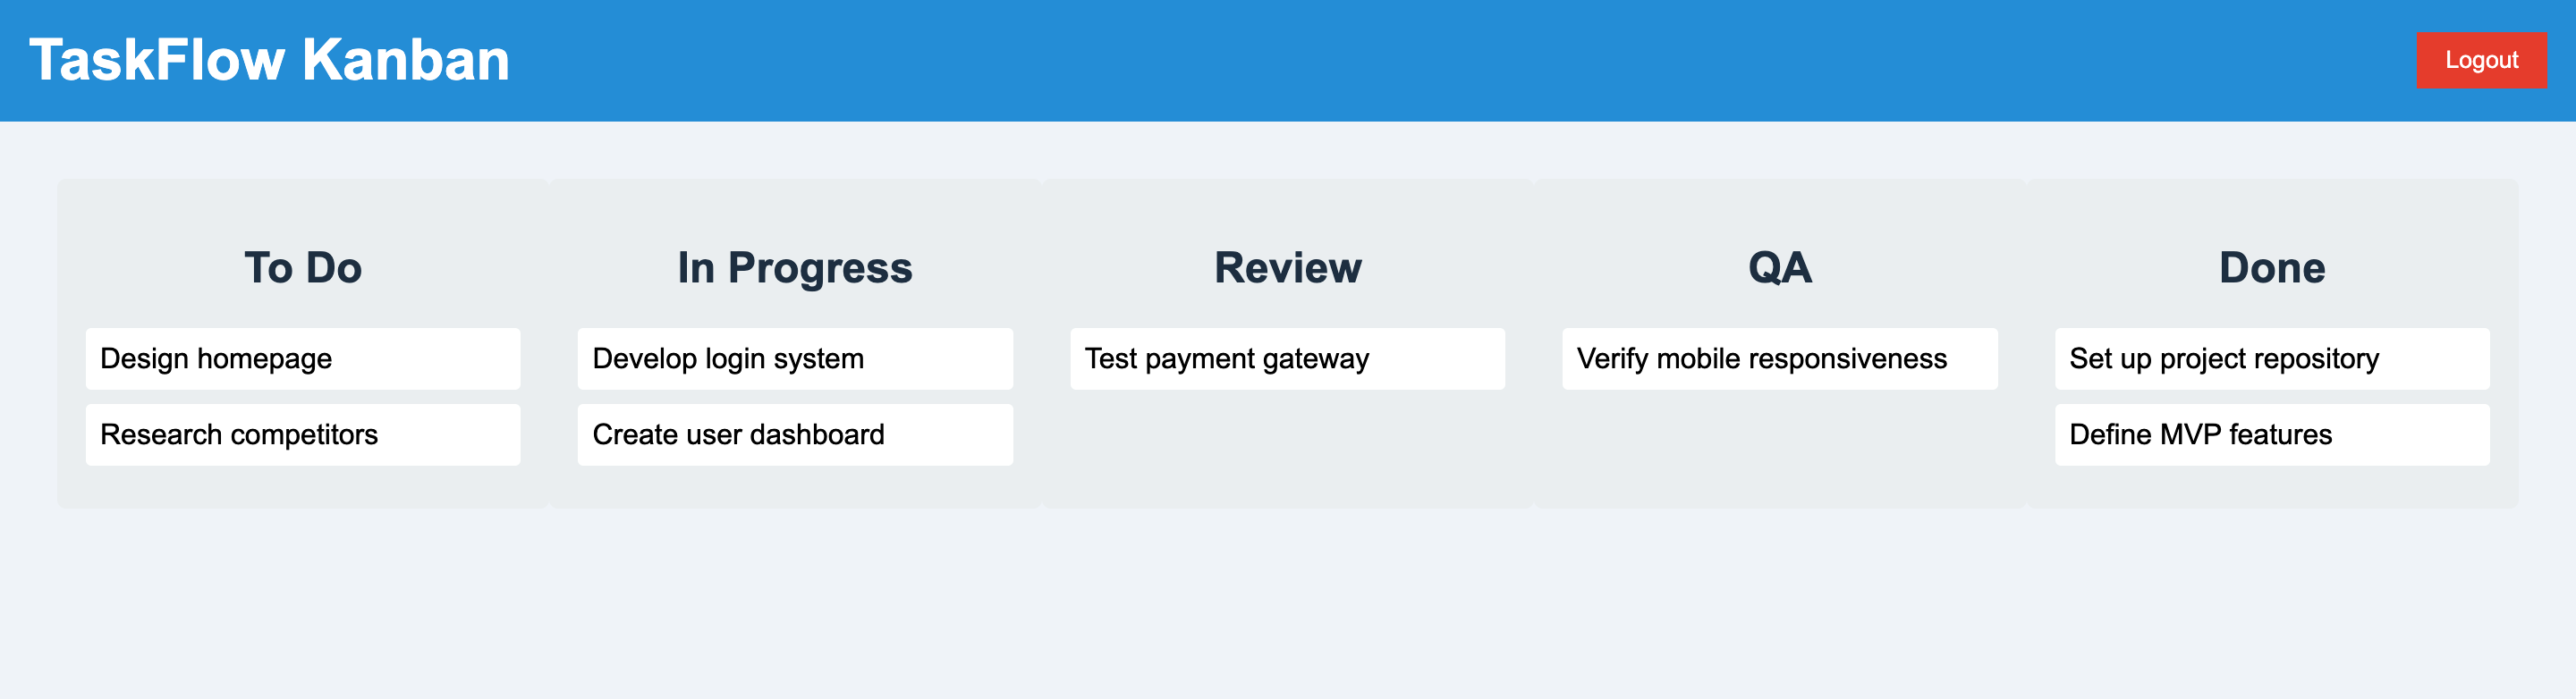 TaskFlow Kanban
Logout
To Do
Design homepage
Research competitors
In Progress
Develop login system
Create user dashboard
Review
Test payment gateway
QA
Verify mobile responsiveness
Done
Set up project repository
Define MVP features